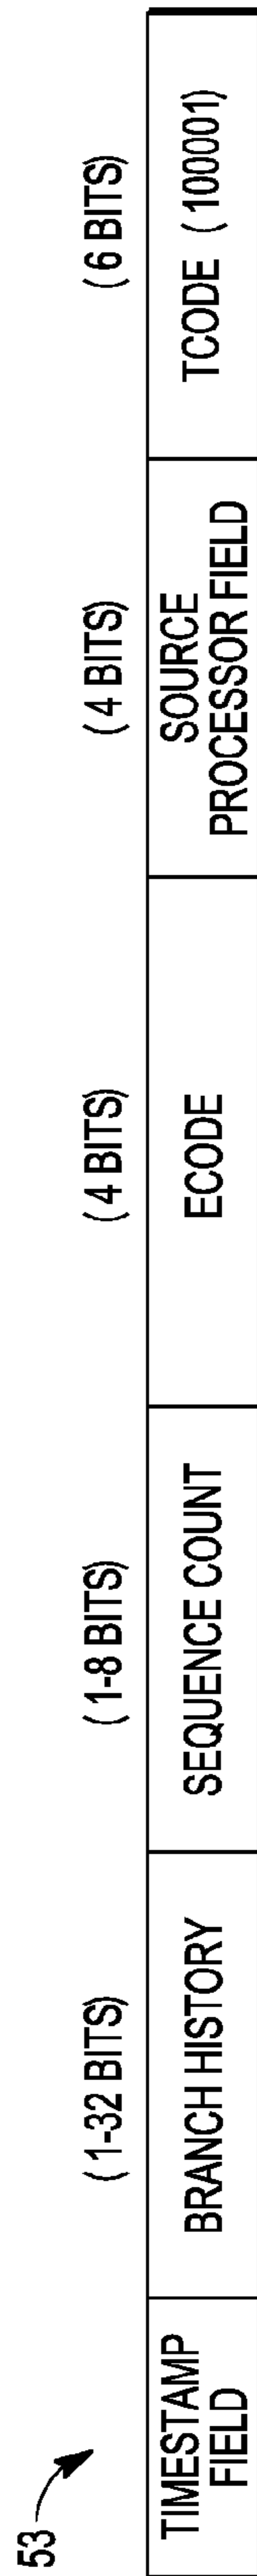 53
(1-32 BITS)
(1-8 BITS)
(4 BITS)
(4 BITS)
(6 BITS)
TIMESTAMP
FIELD
BRANCH HISTORY
SEQUENCE COUNT
ECODE
SOURCE
PROCESSOR FIELD
TCODE (100001)